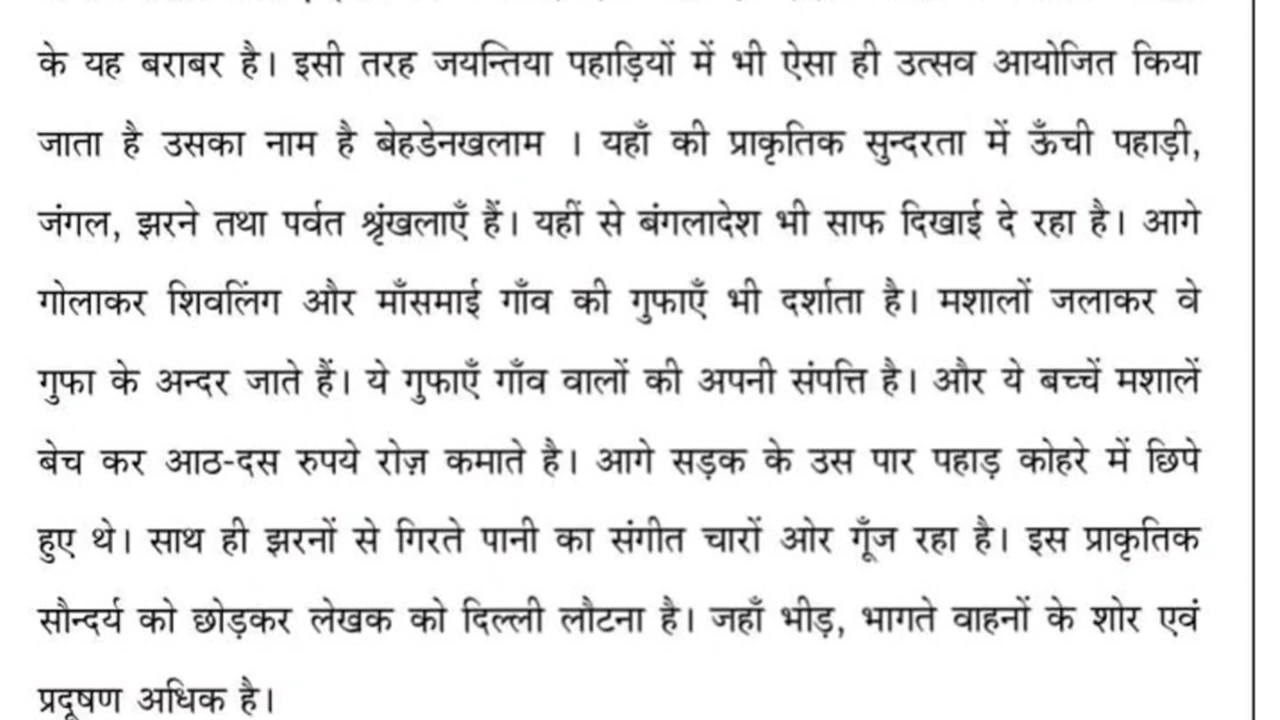 के यह बराबर है। इसी तरह जयन्तिया पहाड़ियों में भी ऐसा ही उत्सव आयोजित किया
जाता है उसका नाम है बेहडेनखलाम । यहाँ की प्राकृतिक सुन्दरता में ऊँची पहाड़ी,
जंगल, झरने तथा पर्वत श्रृंखलाएँ हैं। यहीं से बंगलादेश भी साफ दिखाई दे रहा है। आगे
गोलाकर शिवलिंग और माँसमाई गाँव की गुफाएँ भी दर्शाता है। मशालों जलाकर वे
गुफा के अन्दर जाते हैं। ये गुफाएँ गाँव वालों की अपनी संपत्ति है। और ये बच्चें मशालें
बेच कर आठ-दस रुपये रोज़ कमाते है। आगे सड़क के उस पार पहाड़ कोहरे में छिपे
हुए थे। साथ ही झरनों से गिरते पानी का संगीत चारों ओर गूँज रहा है। इस प्राकृतिक
सौन्दर्य को छोड़कर लेखक को दिल्ली लौटना है। जहाँ भीड़, भागते वाहनों के शोर एवं
प्रदूषण अधिक है।